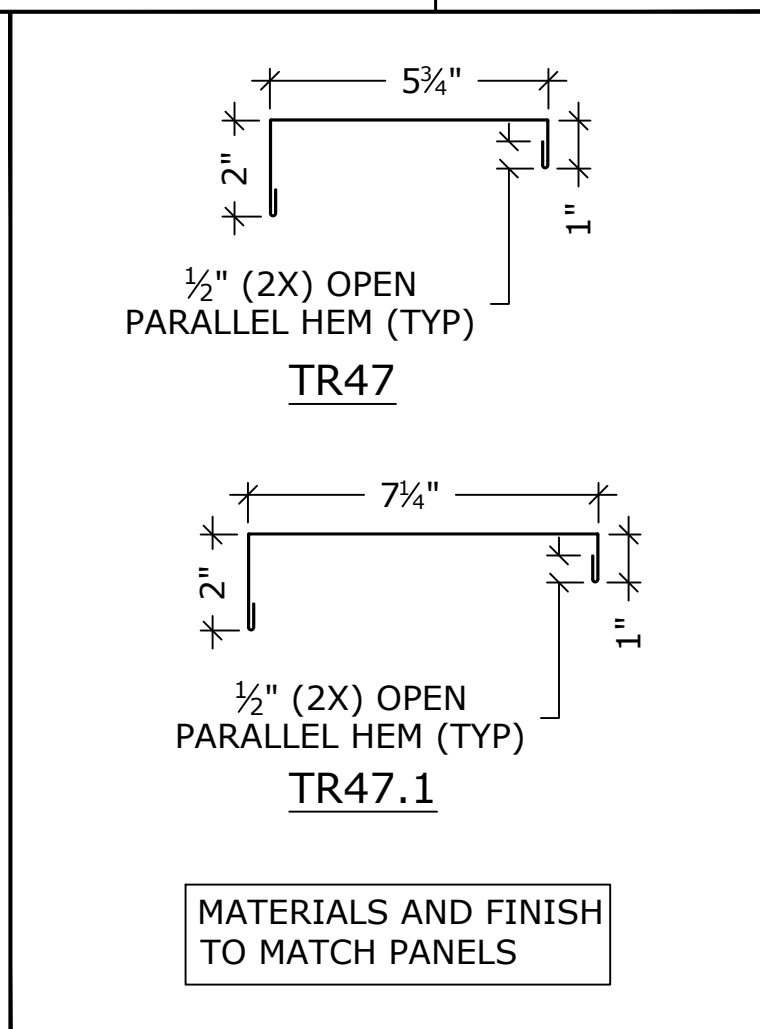 5¾"
2"
1"
½" (2X) OPEN
PARALLEL HEM (TYP)
TR47
7¼"
2"
1"
½" (2X) OPEN
PARALLEL HEM (TYP)
TR47.1
MATERIALS AND FINISH
TO MATCH PANELS